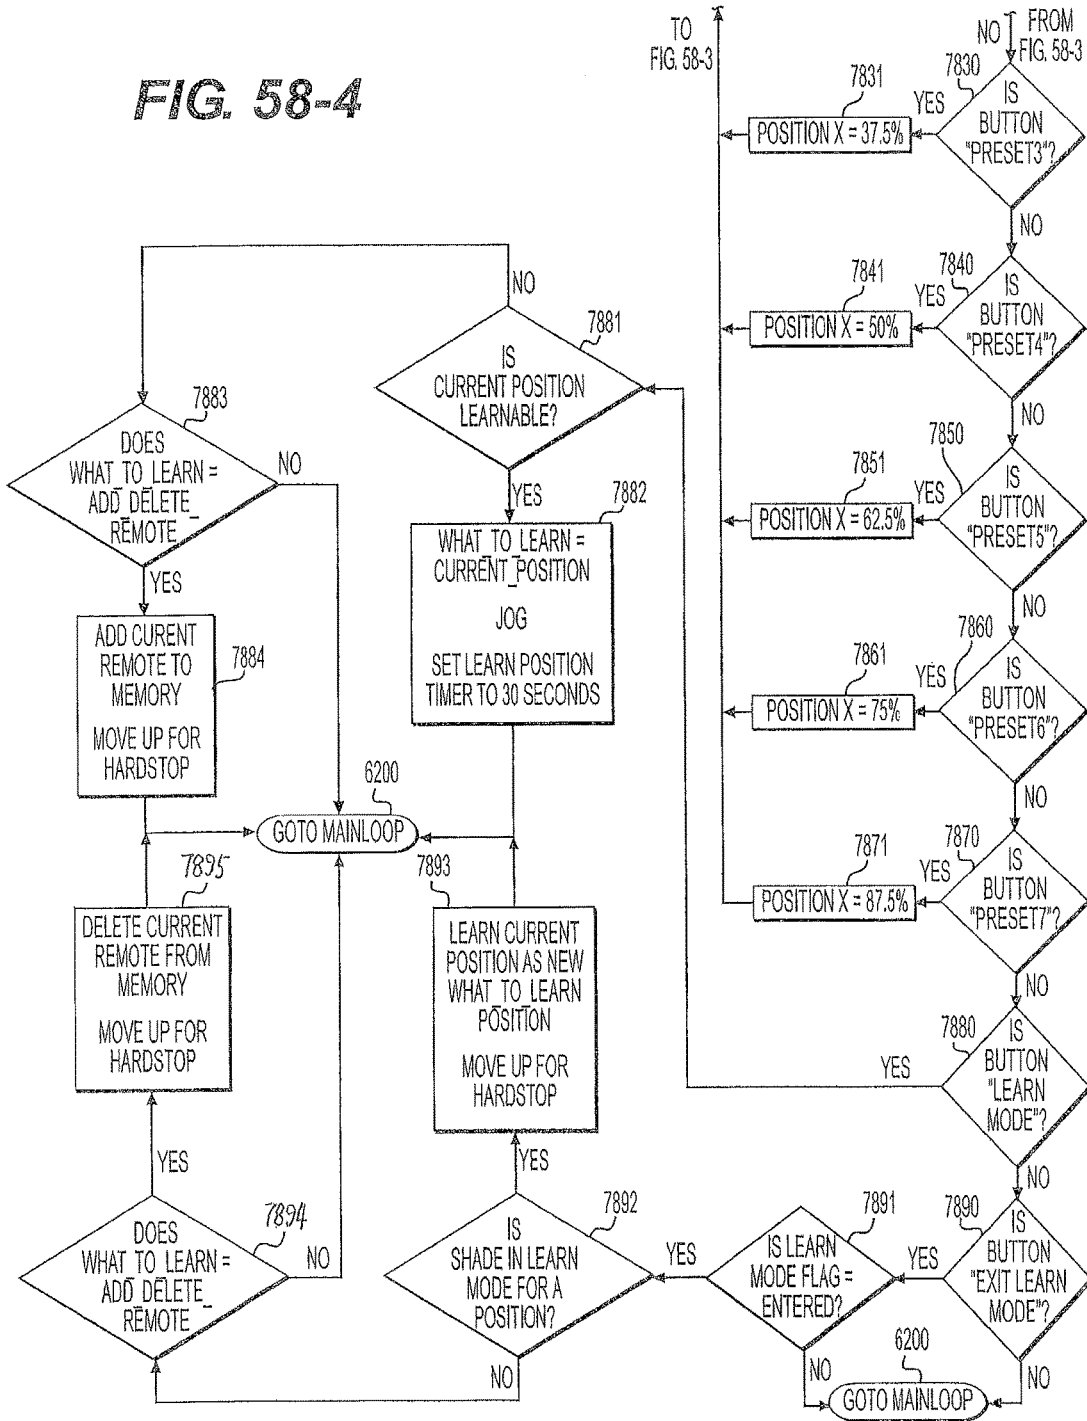 FIG. 58-4
TO
FIG. 58-3
NO
FROM
FIG. 58-3
7830
IS
BUTTON
"PRESET3"?
YES
7831
POSITION X = 37.5%
NO
7840
IS
BUTTON
"PRESET4"?
YES
7841
POSITION X = 50%
NO
7850
IS
BUTTON
"PRESET5"?
YES
7851
POSITION X = 62.5%
NO
7860
IS
BUTTON
"PRESET6"?
YES
7861
POSITION X = 75%
NO
7870
IS
BUTTON
"PRESET7"?
YES
7871
POSITION X = 87.5%
NO
7880
IS
BUTTON
"LEARN
MODE"?
YES
NO
7890
IS
BUTTON
"EXIT LEARN
MODE"?
YES
NO
7891
IS LEARN
MODE FLAG =
ENTERED?
YES
NO
6200
GOTO MAINLOOP
7881
IS
CURRENT POSITION
LEARNABLE?
NO
YES
7882
WHAT_TO_LEARN =
CURRENT_POSITION
JOG
SET LEARN POSITION
TIMER TO 30 SECONDS
7883
DOES
WHAT_TO_LEARN =
ADD_DELETE_
REMOTE
NO
YES
7884
ADD CURENT
REMOTE TO
MEMORY
MOVE UP FOR
HARDSTOP
6200
GOTO MAINLOOP
7893
LEARN CURRENT
POSITION AS NEW
WHAT_TO_LEARN
POSITION
MOVE UP FOR
HARDSTOP
YES
7892
IS
SHADE IN LEARN
MODE FOR A
POSITION?
NO
7895
DELETE CURRENT
REMOTE FROM
MEMORY
MOVE UP FOR
HARDSTOP
YES
7894
DOES
WHAT_TO_LEARN =
ADD_DELETE_
REMOTE
NO